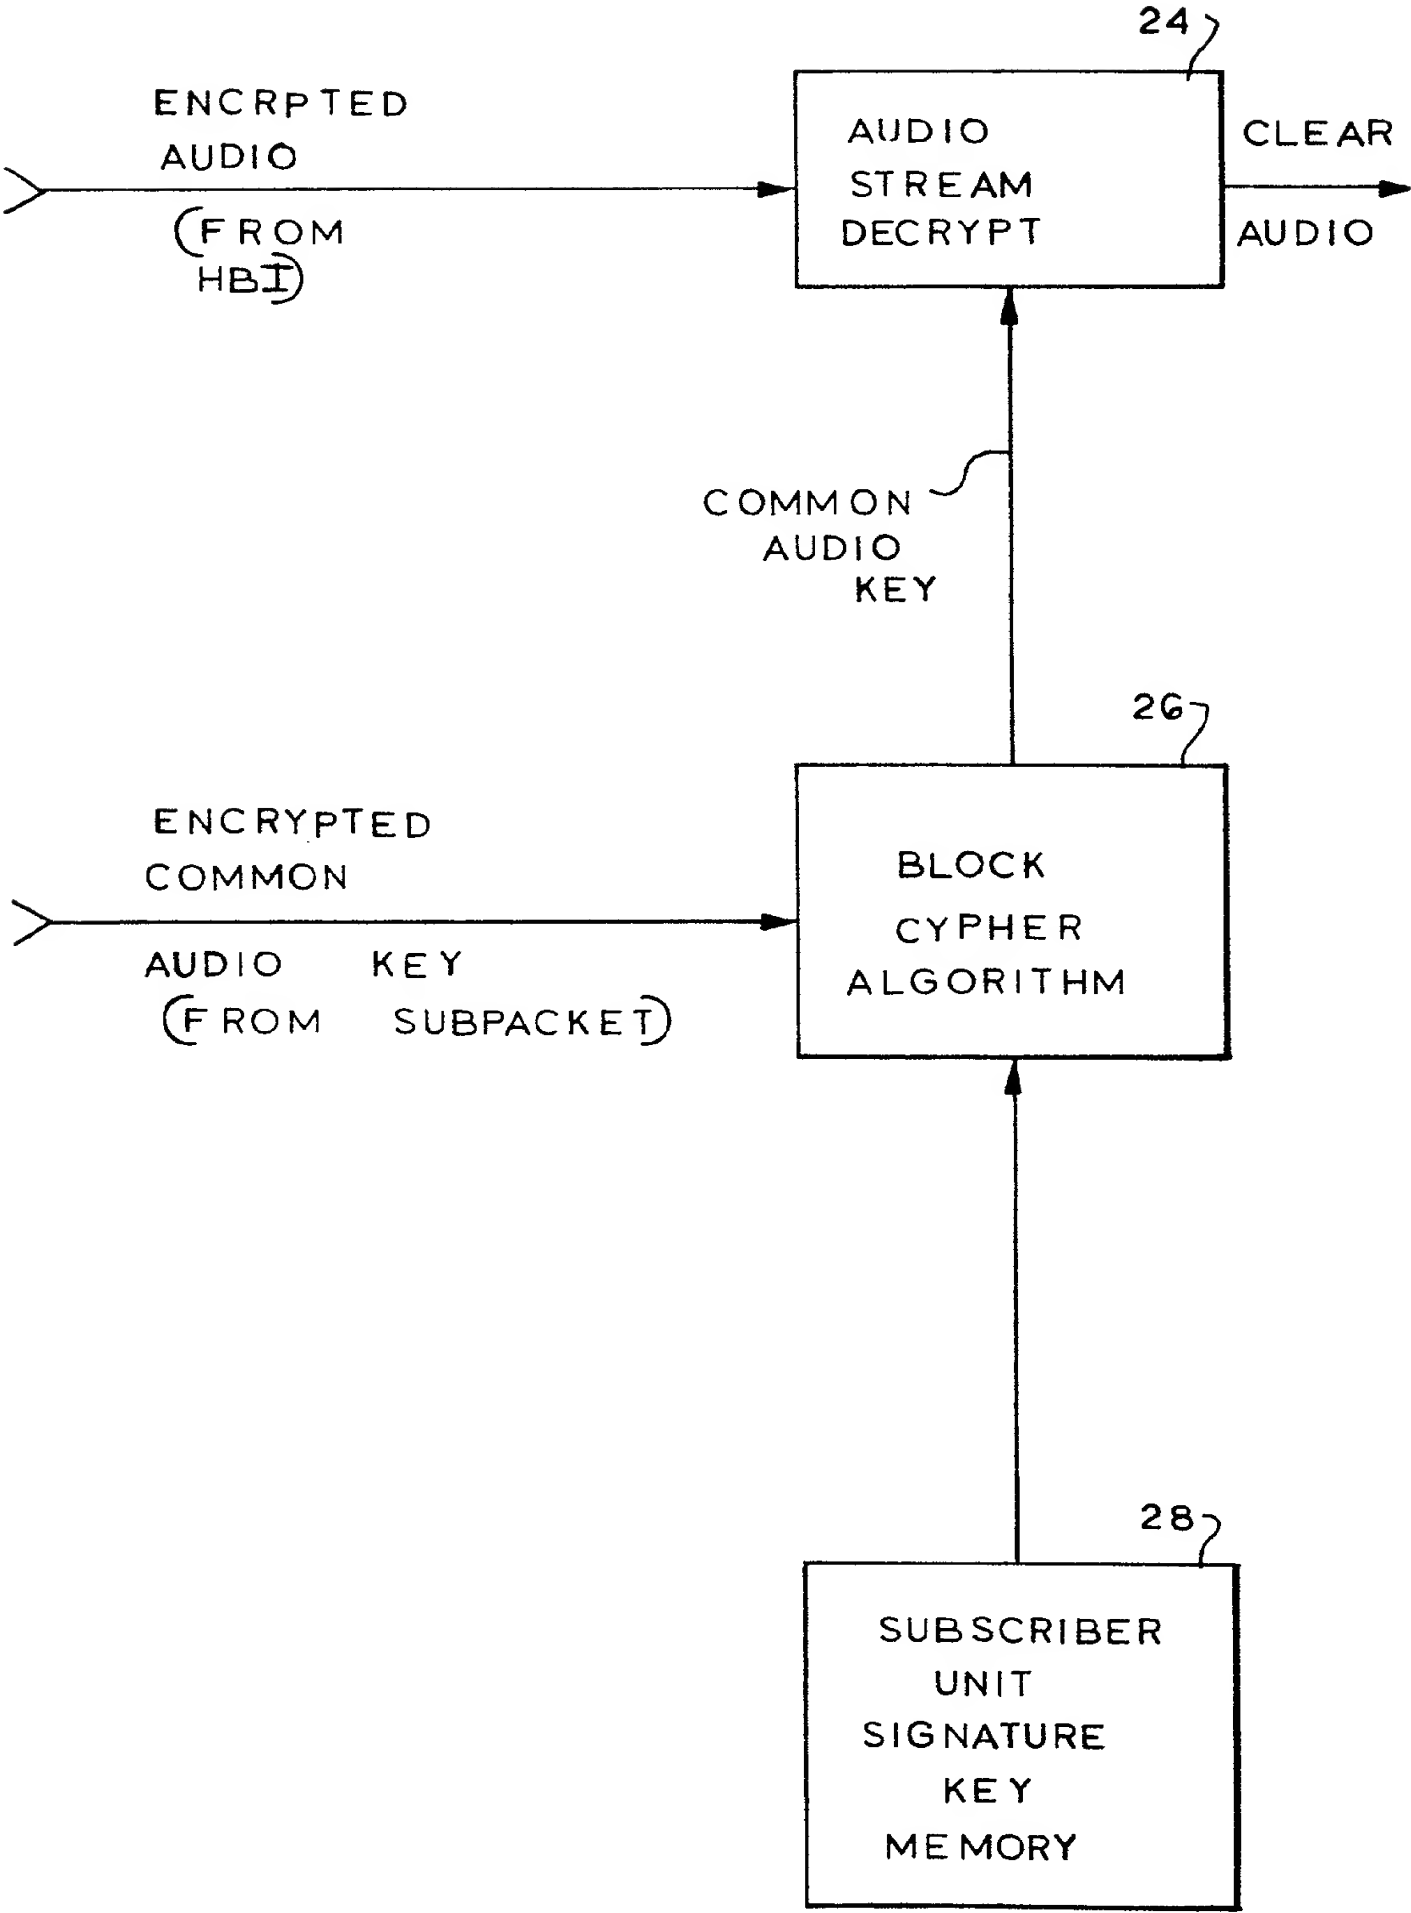 24
ENCRPTED
AUDIO
(FROM
HBI)
AUDIO
STREAM
DECRYPT
CLEAR
AUDIO
COMMON
AUDIO
KEY
26
ENCRYPTED
COMMON
AUDIO KEY
(FROM SUBPACKET)
BLOCK
CYPHER
ALGORITHM
28
SUBSCRIBER
UNIT
SIGNATURE
KEY
MEMORY